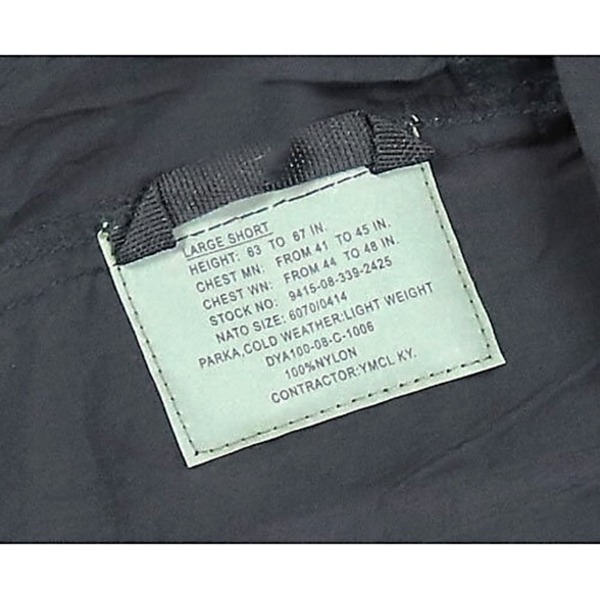 LARGE SHORT
HEIGHT: 63 TO 67 IN.
CHEST MN: FROM 41 TO 45 IN.
CHEST WN: FROM 44 TO 48 IN.
STOCK NO: 9415-08-339-2425
NATO SIZE: 6070/0414
PARKA,COLD WEATHER:LIGHT WEIGHT
DYA100-08-C-1006
100%NYLON
CONTRACTOR:YMCL KY.